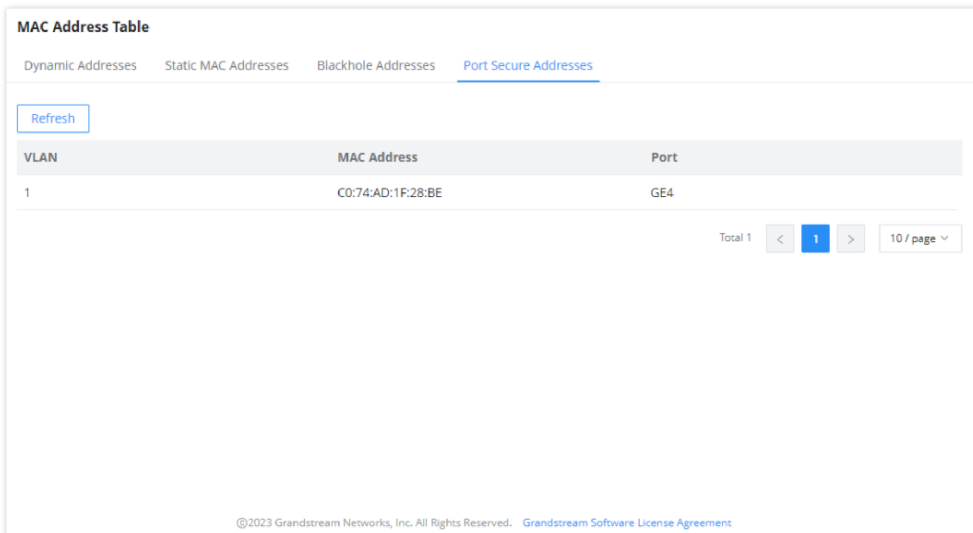 MAC Address Table
Dynamic Addresses Static MAC Addresses Blackhole Addresses Port Secure Addresses
Refresh
VLAN MAC Address Port
1 C0:74:AD:1F:28:BE GE4
Total 1 < 1 > 10 / page
©2023 Grandstream Networks, Inc. All Rights Reserved. Grandstream Software License Agreement